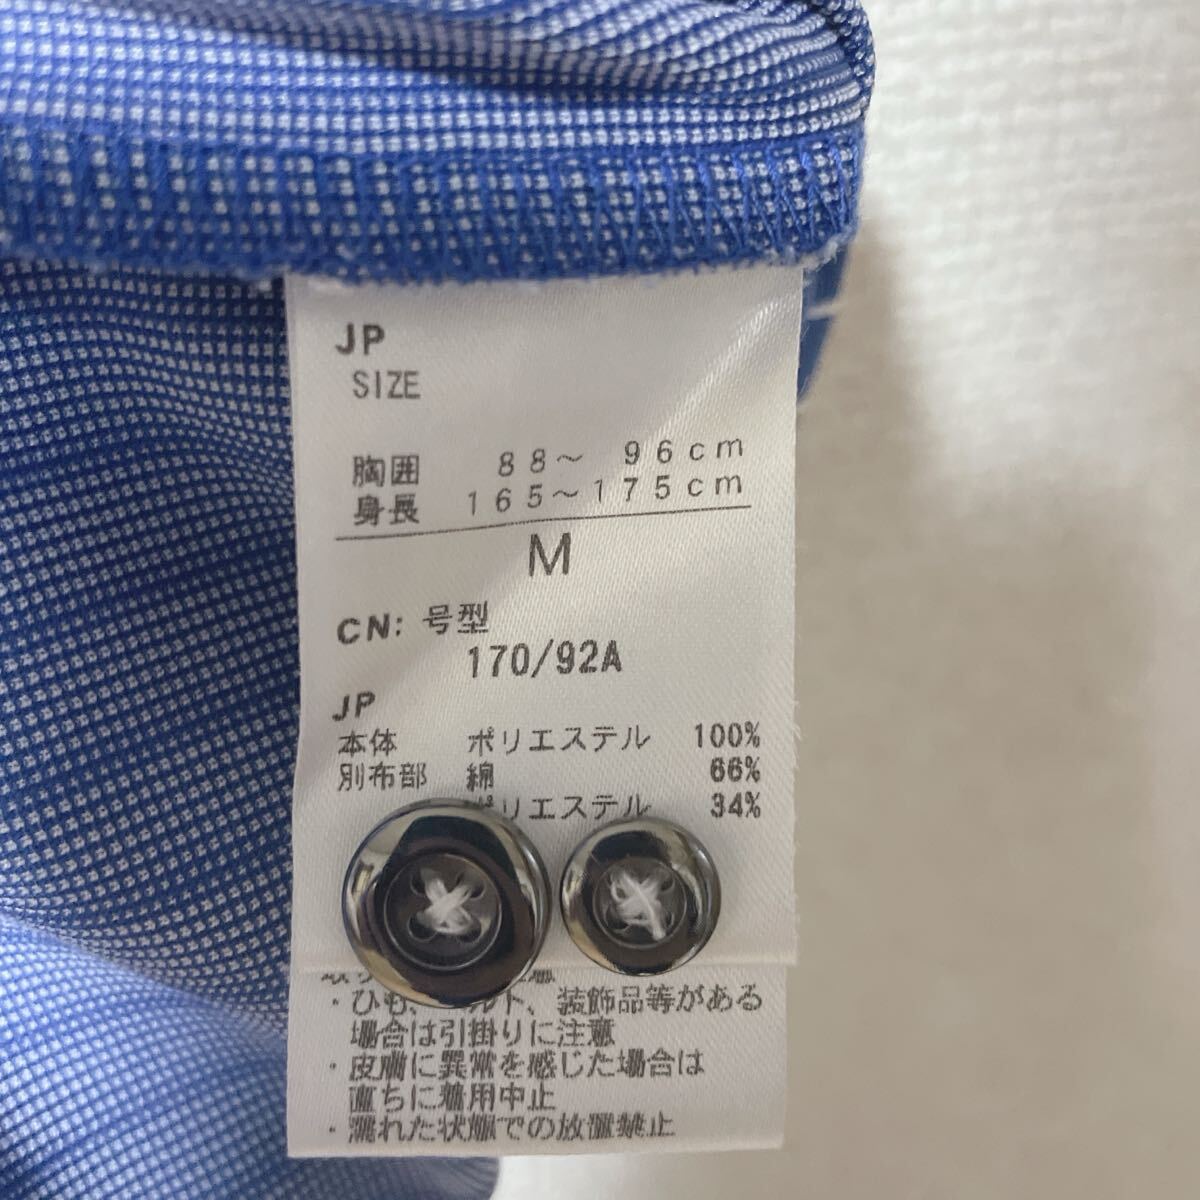 JP
SIZE
胸囲 88～ 96cm
身長 165～175cm
M
CN: 号型
170/92A
JP
本体 ポリエステル 100%
別布部 綿 66%
ポリエステル 34%
・ひも、ベルト、装飾品等がある
場合は引掛りに注意
・皮膚に異常を感じた場合は
直ちに着用中止
・濡れた状態での放置禁止